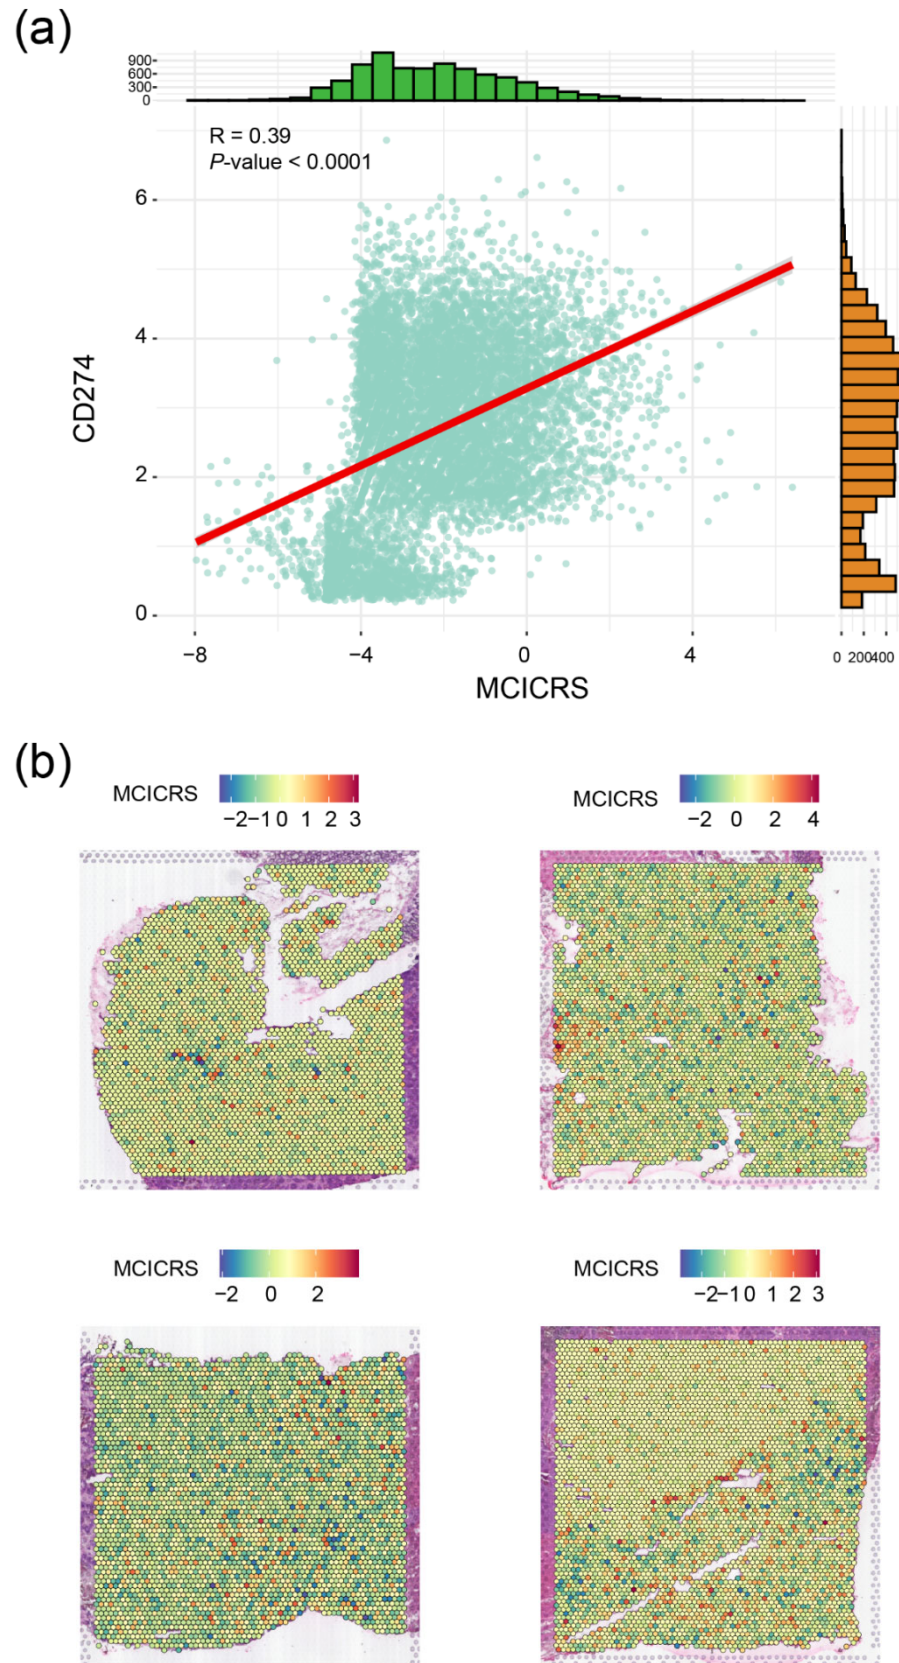 (a)
900
600
300
0
R = 0.39
P-value < 0.0001
6
4
2
0
CD274
−8 −4 0 4
0 200 400
MCICRS
(b)
MCICRS
−2 −1 0 1 2 3
MCICRS
−2 0 2 4
MCICRS
−2 0 2
MCICRS
−2 −1 0 1 2 3